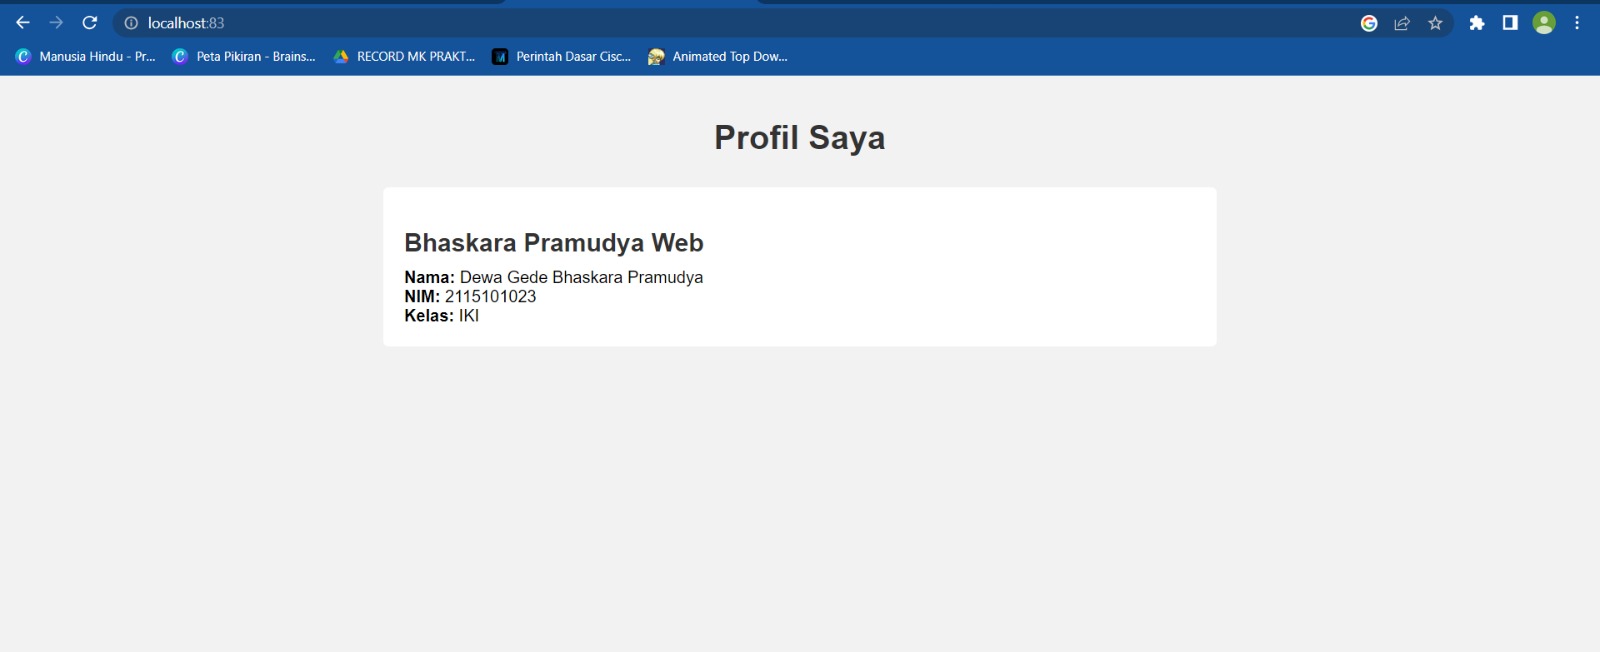 localhost:83
Manusia Hindu - Pr... Peta Pikiran - Brains... RECORD MK PRAKT... Perintah Dasar Cisc... Animated Top Dow...
Profil Saya
Bhaskara Pramudya Web
Nama: Dewa Gede Bhaskara Pramudya
NIM: 2115101023
Kelas: IKI